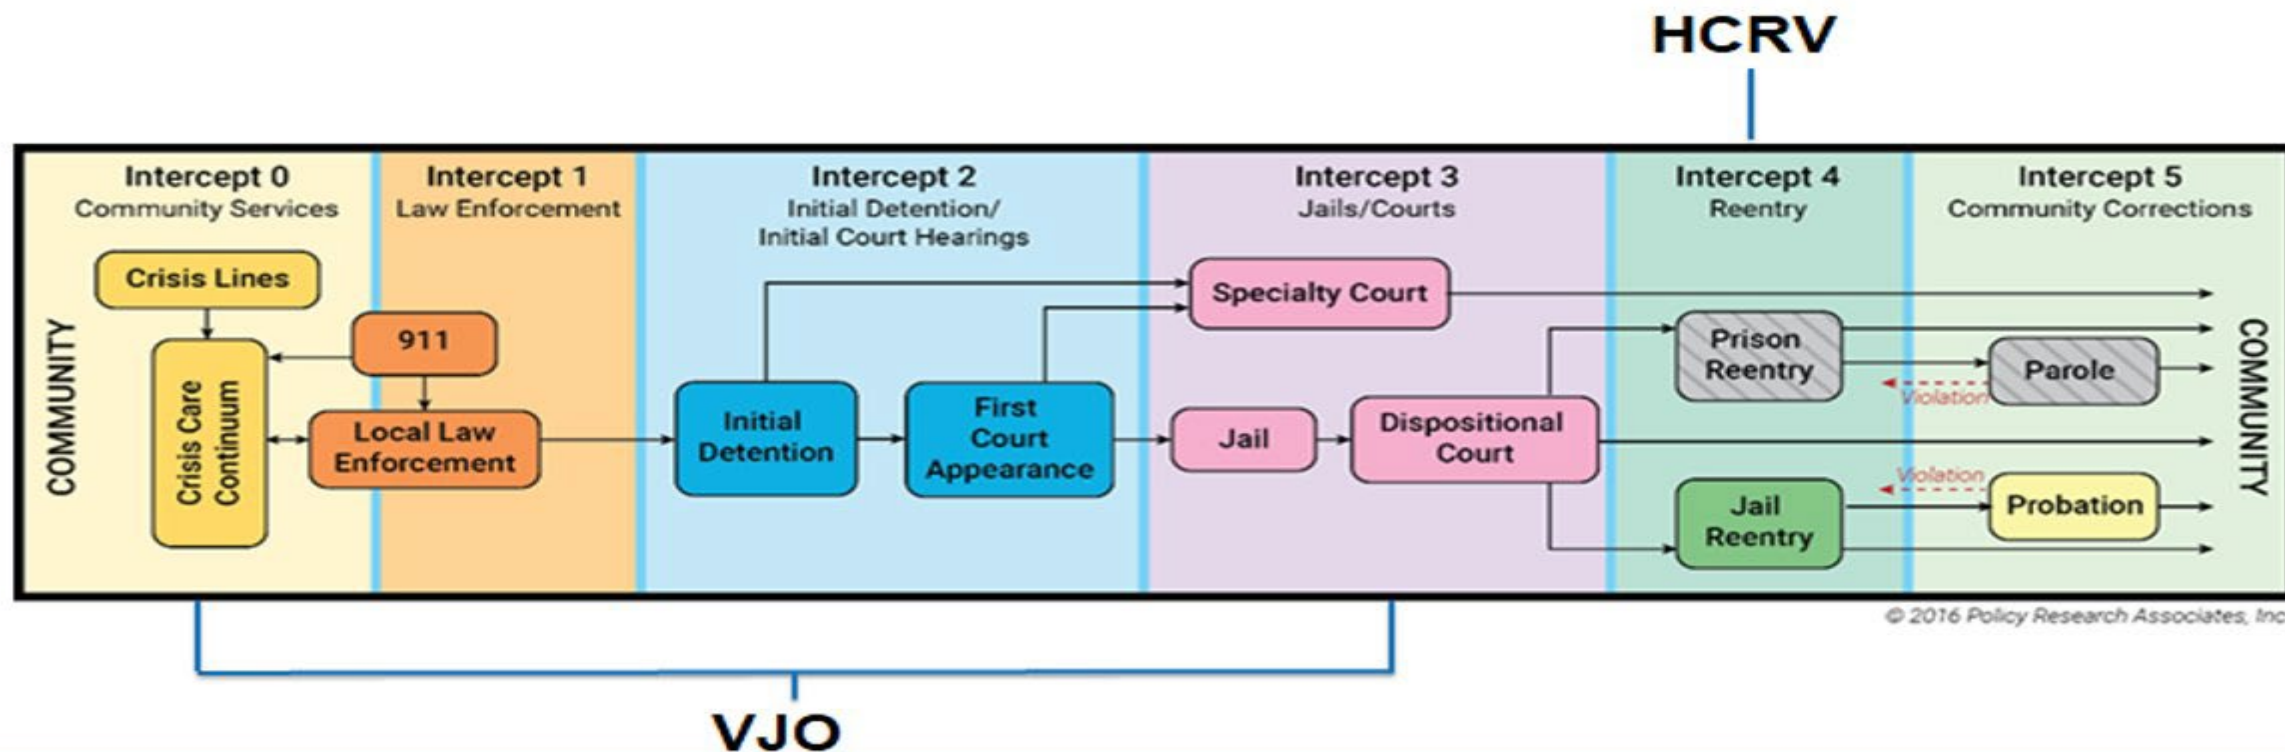 HCRV
Intercept 0
Community Services
Intercept 1
Law Enforcement
Intercept 2
Initial Detention/
Initial Court Hearings
Intercept 3
Jails/Courts
Intercept 4
Reentry
Intercept 5
Community Corrections
COMMUNITY
Crisis Lines
Crisis Care
Continuum
911
Local Law
Enforcement
Initial
Detention
First
Court
Appearance
Specialty Court
Jail
Dispositional
Court
Prison
Reentry
Jail
Reentry
Violation
Parole
Violation
Probation
COMMUNITY
© 2016 Policy Research Associates, Inc
VJO